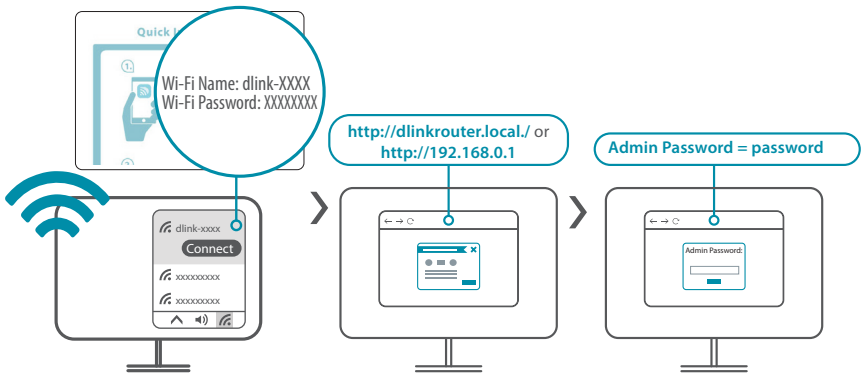 Quick I
1.
Wi-Fi Name: dlink-XXXX
Wi-Fi Password: XXXXXXXX
dlink-xxxx
Connect
xxxxxxxxx
xxxxxxxxx
http://dlinkrouter.local./ or
http://192.168.0.1
Admin Password = password
Admin Password: